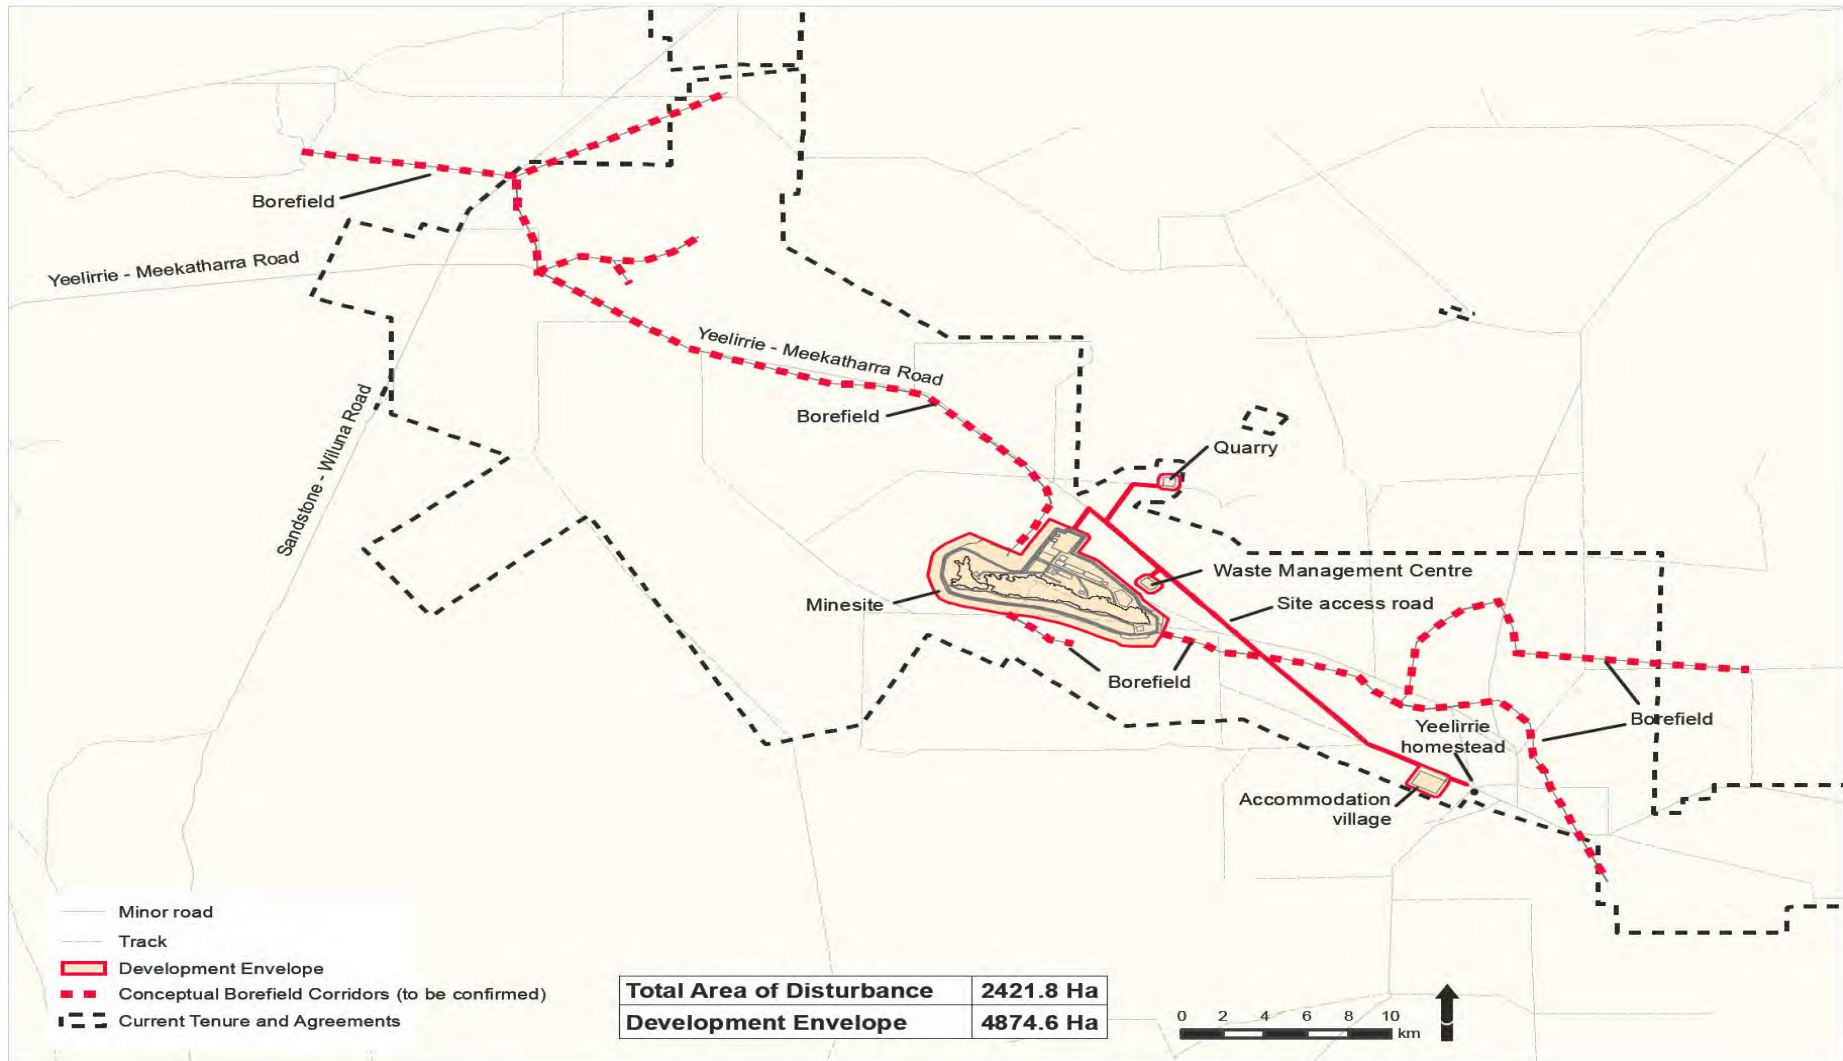 Borefield
Yeelirrie - Meekatharra Road
Yeelirrie - Meekatharra Road
Sandstone - Wiluna Road
Borefield
Quarry
Waste Management Centre
Minesite
Site access road
Borefield
Borefield
Yeelirrie
homestead
Accommodation
village
Minor road
Track
Development Envelope
Conceptual Borefield Corridors (to be confirmed)
Current Tenure and Agreements
Total Area of Disturbance 2421.8 Ha
Development Envelope 4874.6 Ha
0 2 4 6 8 10
km